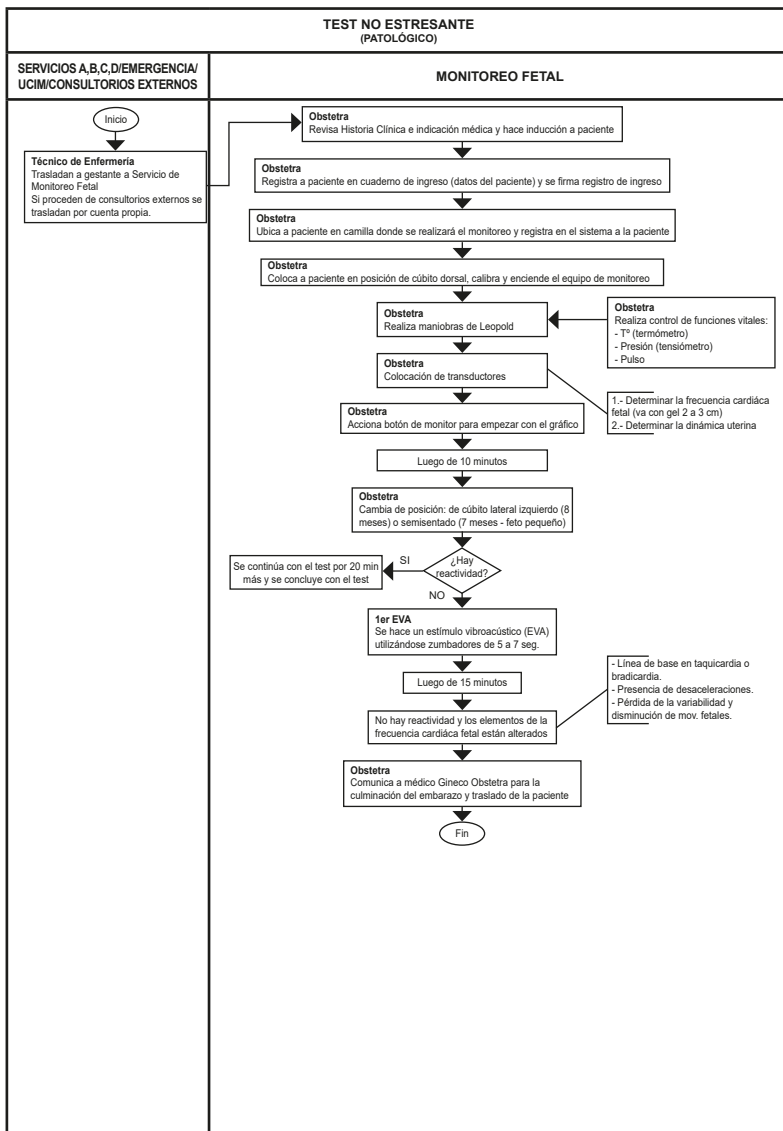 TEST NO ESTRESANTE
(PATOLÓGICO)
SERVICIOS A,B,C,D/EMERGENCIA/
UCIM/CONSULTORIOS EXTERNOS
MONITOREO FETAL
Inicio
Técnico de Enfermería
Trasladan a gestante a Servicio de
Monitoreo Fetal
Si proceden de consultorios externos se
trasladan por cuenta propia.
Obstetra
Revisa Historia Clínica e indicación médica y hace inducción a paciente
Obstetra
Registra a paciente en cuaderno de ingreso (datos del paciente) y se firma registro de ingreso
Obstetra
Ubica a paciente en camilla donde se realizará el monitoreo y registra en el sistema a la paciente
Obstetra
Coloca a paciente en posición de cúbito dorsal, calibra y enciende el equipo de monitoreo
Obstetra
Realiza maniobras de Leopold
Obstetra
Realiza control de funciones vitales:
- Tº (termómetro)
- Presión (tensiómetro)
- Pulso
Obstetra
Colocación de transductores
1.- Determinar la frecuencia cardiáca
fetal (va con gel 2 a 3 cm)
2.- Determinar la dinámica uterina
Obstetra
Acciona botón de monitor para empezar con el gráfico
Luego de 10 minutos
Obstetra
Cambia de posición: de cúbito lateral izquierdo (8
meses) o semisentado (7 meses - feto pequeño)
¿Hay
reactividad?
SI
Se continúa con el test por 20 min
más y se concluye con el test
NO
1er EVA
Se hace un estímulo vibroacústico (EVA)
utilizándose zumbadores de 5 a 7 seg.
Luego de 15 minutos
No hay reactividad y los elementos de la
frecuencia cardiáca fetal están alterados
- Línea de base en taquicardia o
bradicardia.
- Presencia de desaceleraciones.
- Pérdida de la variabilidad y
disminución de mov. fetales.
Obstetra
Comunica a médico Gineco Obstetra para la
culminación del embarazo y traslado de la paciente
Fin